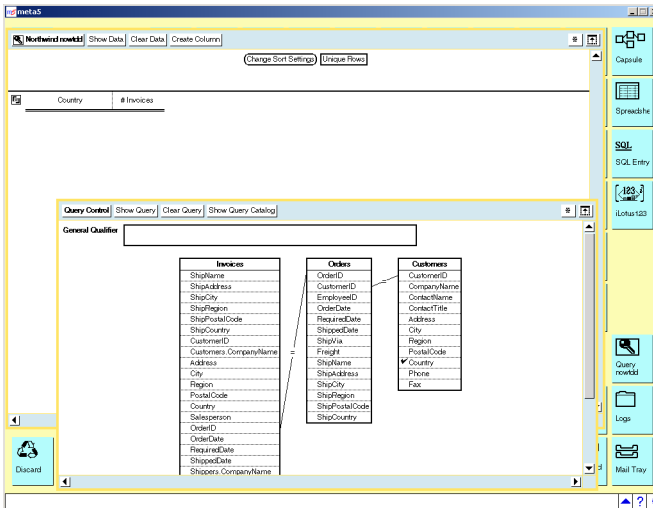 meta5
Northwind nowtdd Show Data Clear Data Create Column
Change Sort Settings Unique Rows
Country # Invoices
Query Control Show Query Clear Query Show Query Catalog
General Qualifier
Invoices
ShipName
ShipAddress
ShipCity
ShipRegion
ShipPostalCode
ShipCountry
CustomerID
Customers.CompanyName
Address
City
Region
PostalCode
Country
Salesperson
OrderID
OrderDate
RequiredDate
ShippedDate
Shippers.CompanyName
=
Orders
OrderID
CustomerID
EmployeeID
OrderDate
RequiredDate
ShippedDate
ShipVia
Freight
ShipName
ShipAddress
ShipCity
ShipRegion
ShipPostalCode
ShipCountry
=
Customers
CustomerID
CompanyName
ContactName
ContactTitle
Address
City
Region
PostalCode
Country
Phone
Fax
Capsule
Spreadshe
SQL
SQL Entry
123
iLotus123
Query
nowtdd
Logs
Mail Tray
Discard
?